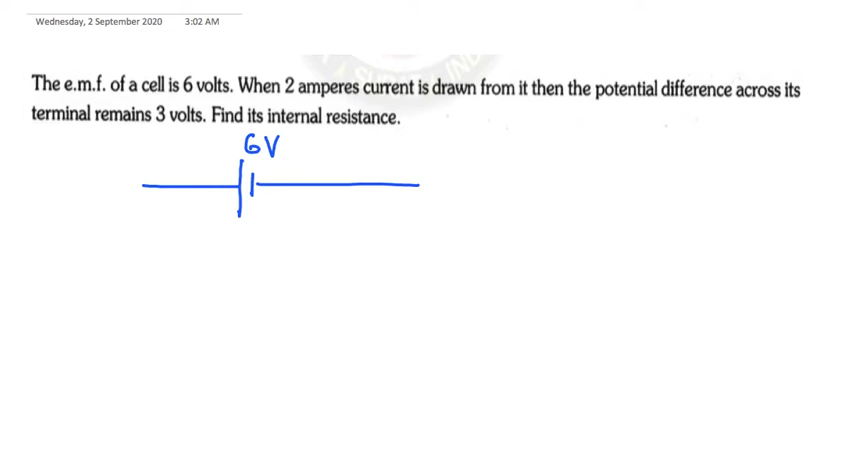 Wednesday, 2 September 2020 3:02 AM
The e.m.f. of a cell is 6 volts. When 2 amperes current is drawn from it then the potential difference across its
terminal remains 3 volts. Find its internal resistance.
6V